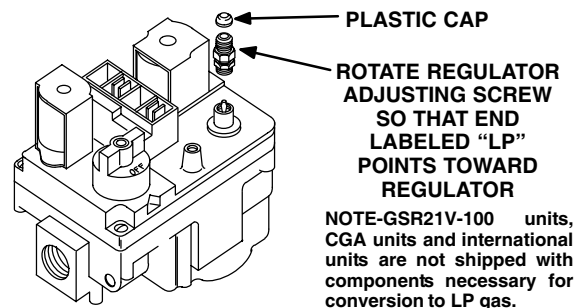 PLASTIC CAP
ROTATE REGULATOR
ADJUSTING SCREW
SO THAT END
LABELED “LP”
POINTS TOWARD
REGULATOR
NOTE-GSR21V-100 units,
CGA units and international
units are not shipped with
components necessary for
conversion to LP gas.
OFF